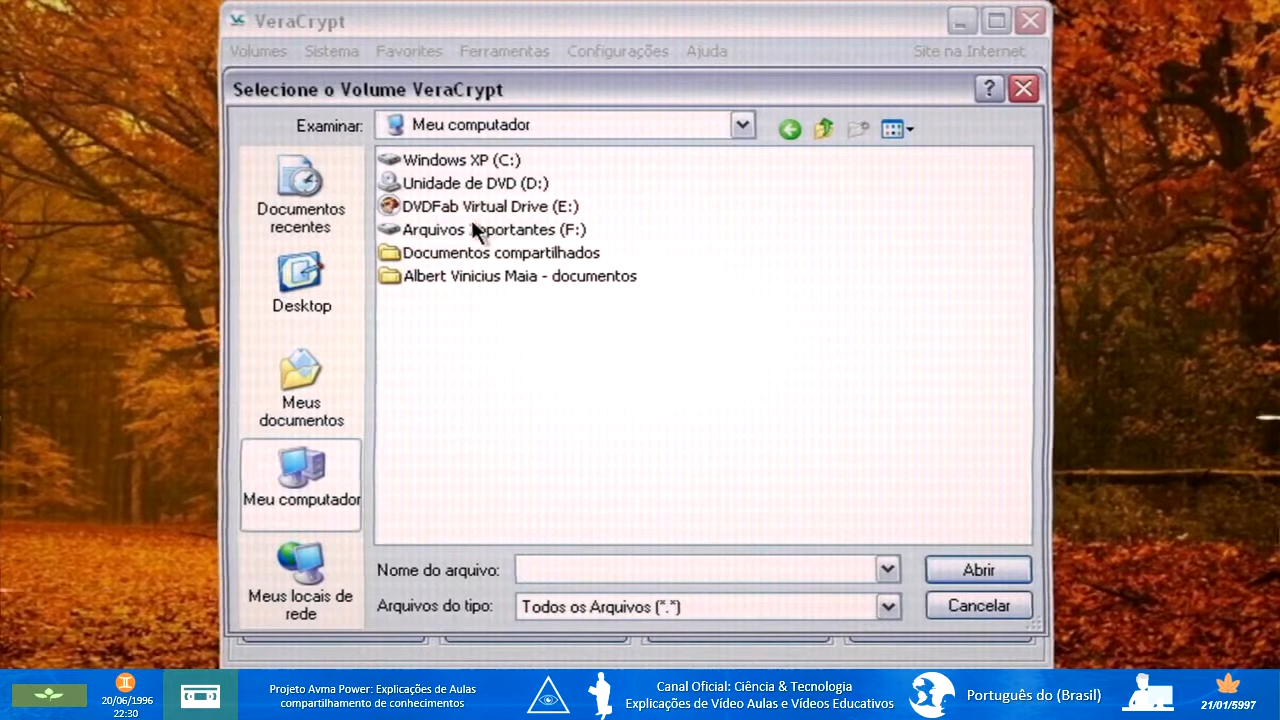 VeraCrypt
Volumes Sistema Favorites Ferramentas Configurações Ajuda Site na Internet
Selecione o Volume VeraCrypt
Examinar: Meu computador
Documentos recentes
Desktop
Meus documentos
Meu computador
Meus locais de rede
Windows XP (C:)
Unidade de DVD (D:)
DVDFab Virtual Drive (E:)
Arquivos portantes (F:)
Documentos compartilhados
Albert Vinicius Maia - documentos
Nome do arquivo:
Abrir
Arquivos do tipo: Todos os Arquivos (*.*)
Cancelar
20/06/1996
22:30
Projeto Avma Power: Explicações de Aulas
compartilhamento de conhecimentos
Canal Oficial: Ciência & Tecnologia
Explicações de Vídeo Aulas e Vídeos Educativos
Português do (Brasil)
21/01/5997